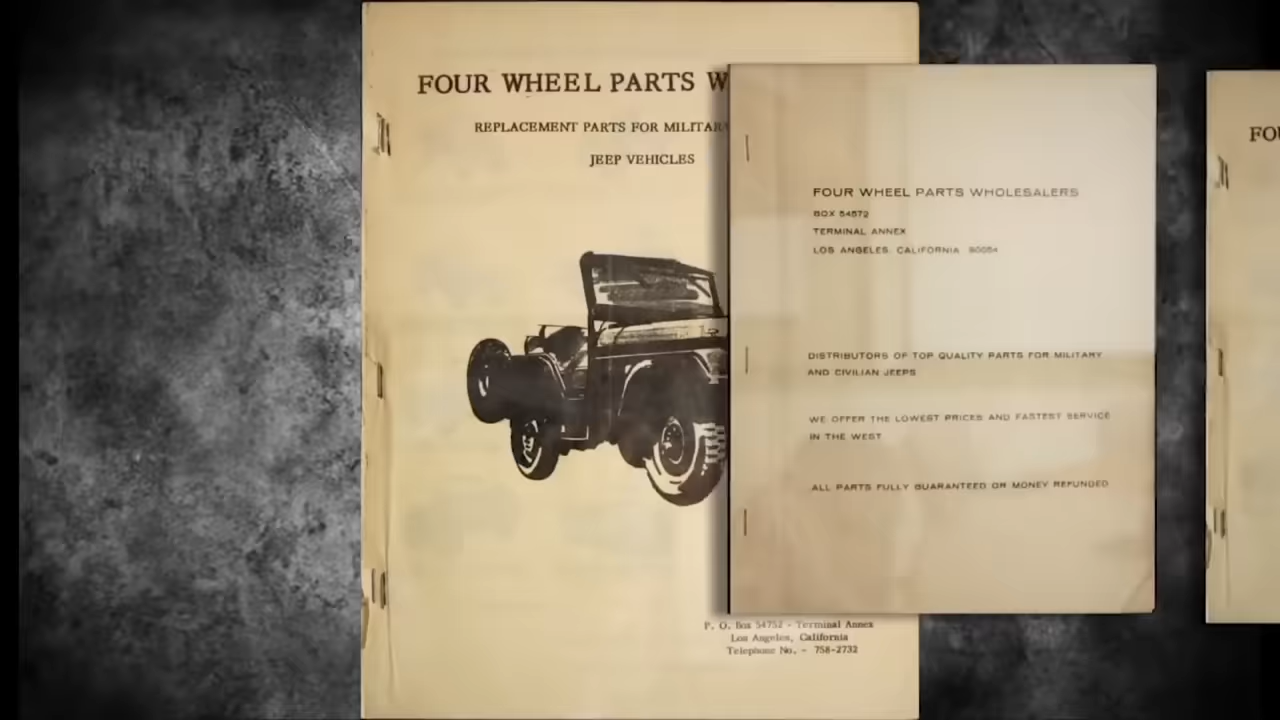 FOUR WHEEL PARTS W
REPLACEMENT PARTS FOR MILITARY
JEEP VEHICLES
P. O. Box 54752 - Terminal Annex
Los Angeles, California
Telephone No. - 758-2732
FOUR WHEEL PARTS WHOLESALERS
BOX 54672
TERMINAL ANNEX
LOS ANGELES, CALIFORNIA 90054
DISTRIBUTORS OF TOP QUALITY PARTS FOR MILITARY
AND CIVILIAN JEEPS
WE OFFER THE LOWEST PRICES AND FASTEST SERVICE
IN THE WEST
ALL PARTS FULLY GUARANTEED OR MONEY REFUNDED
FOU